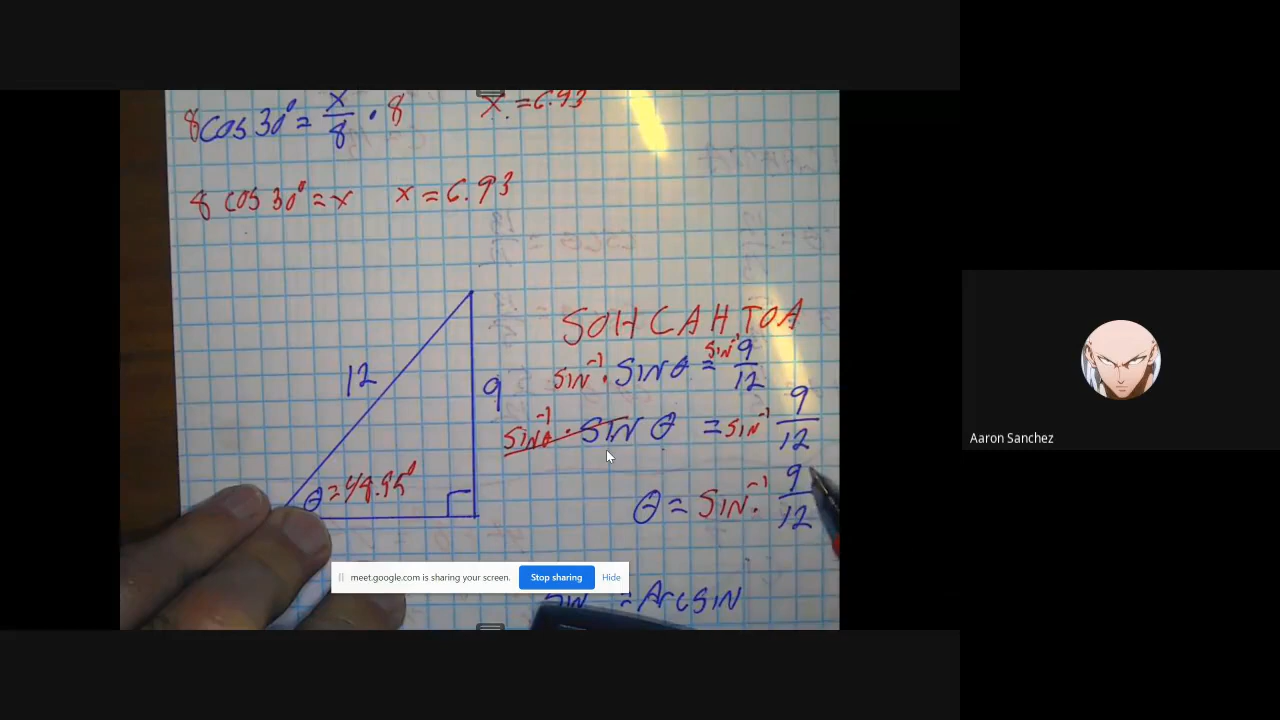 8cos 30° = x/8 · 8 x = 6.93
8 cos 30° = x x = 6.93
SOH CAH TOA
sin⁻¹ · sin θ = sin⁻¹ 9/12
12
9
sinθ⁻¹ · sin θ = sin⁻¹ 9/12
θ = 48.59°
θ = sin⁻¹ · 9/12
Aaron Sanchez
meet.google.com is sharing your screen. Stop sharing Hide
= Arcsin